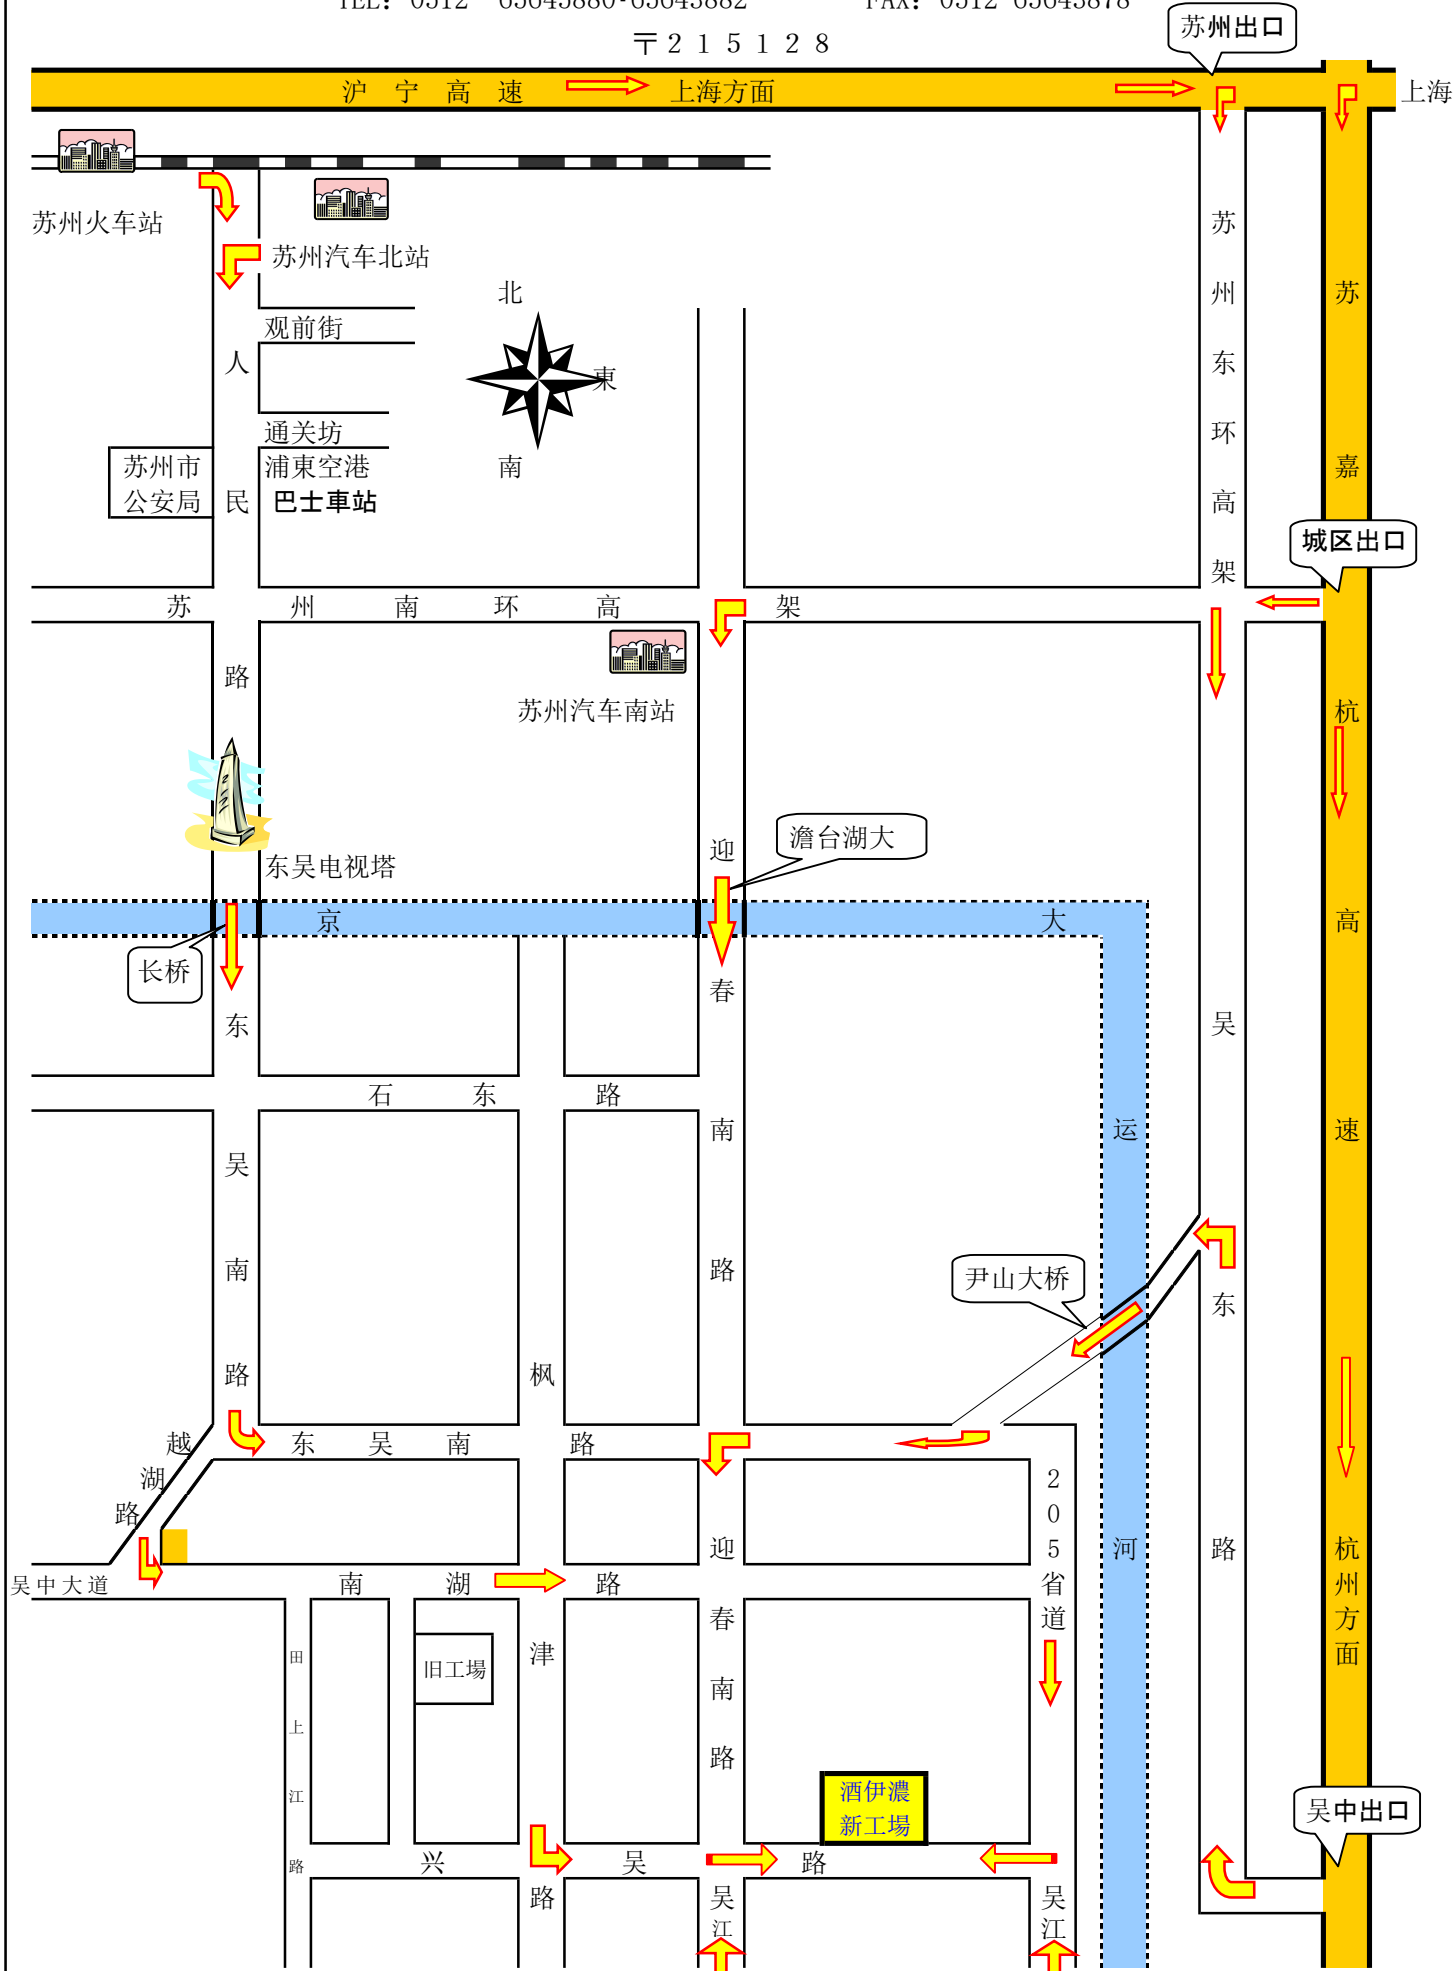 TEL: 0512 65645880-65643882 FAX: 0512 65643878
〒215128
苏州出口
沪宁高速 上海方面
上海
苏州火车站
苏州汽车北站
北
東
南
观前街
通关坊
苏州市
公安局
浦東空港
巴士車站
人民路
苏州东环高架
苏嘉杭高速
城区出口
苏州南环高架
苏州汽车南站
东吴电视塔
澹台湖大
迎春南路
京大运河
长桥
东吴南路
石东路
吴东路
尹山大桥
枫津路
越湖路
东吴南路
205省道
吴中大道
南湖路
迎春南路
杭州方面
旧工場
田上江路
酒伊濃
新工場
吴中出口
兴吴路
吴江
吴江